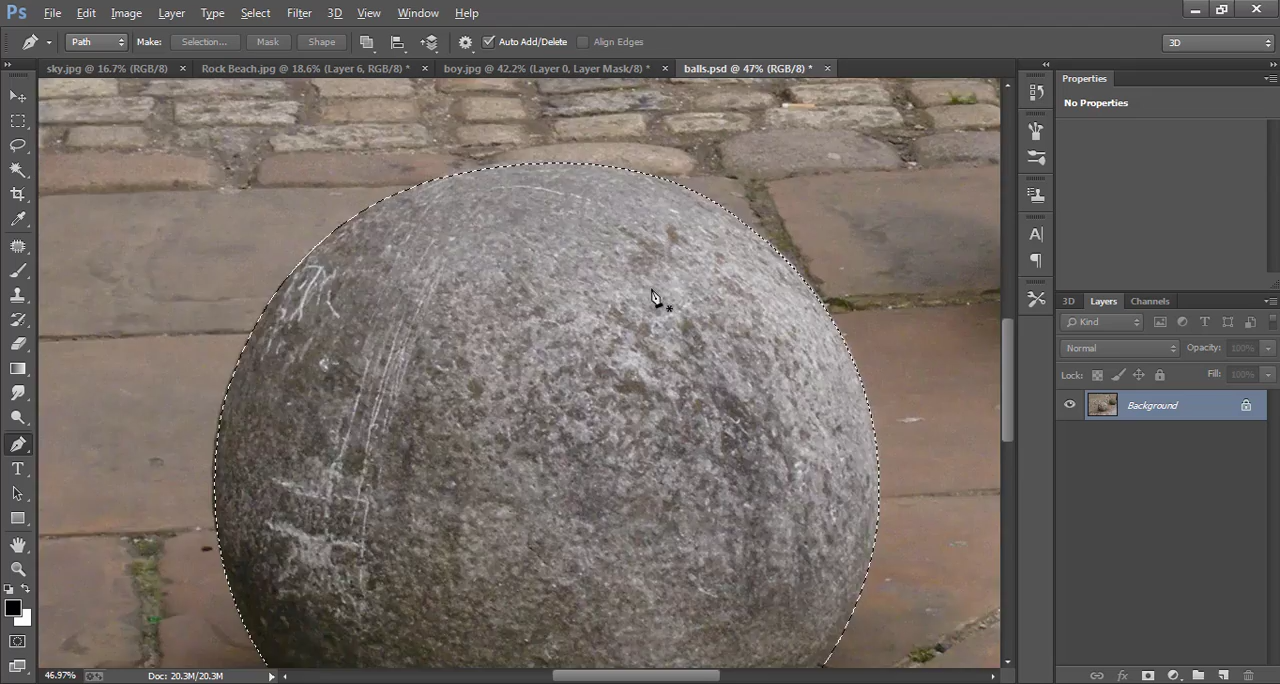 Ps File Edit Image Layer Type Select Filter 3D View Window Help
Path Make: Selection... Mask Shape Auto Add/Delete Align Edges 3D
sky.jpg @ 16.7% (RGB/8) Rock Beach.jpg @ 18.6% (Layer 6, RGB/8) * boy.jpg @ 42.2% (Layer 0, Layer Mask/8) * balls.psd @ 47% (RGB/8) *
Properties
No Properties
3D Layers Channels
Kind
Normal Opacity: 100%
Lock: Fill: 100%
Background
46.97% Doc: 20.3M/20.3M